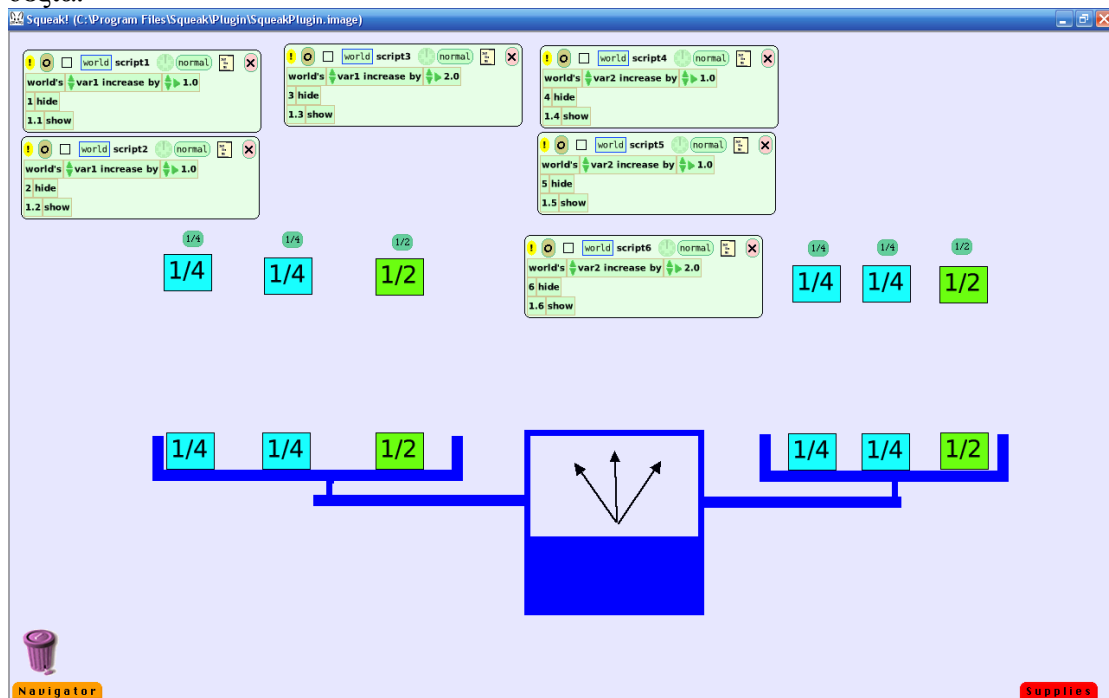 Squeak! (C:\Program Files\Squeak\Plugin\SqueakPlugin.image)
! world script1 normal
world's var1 increase by 1.0
1 hide
1.1 show
! world script2 normal
world's var1 increase by 1.0
2 hide
1.2 show
! world script3 normal
world's var1 increase by 2.0
3 hide
1.3 show
! world script4 normal
world's var2 increase by 1.0
4 hide
1.4 show
! world script5 normal
world's var2 increase by 1.0
5 hide
1.5 show
! world script6 normal
world's var2 increase by 2.0
6 hide
1.6 show
1/4 1/4 1/2
1/4 1/4 1/2
1/4 1/4 1/2
1/4 1/4 1/2
1/4 1/4 1/2
1/4 1/4 1/2
Navigator
Supplies